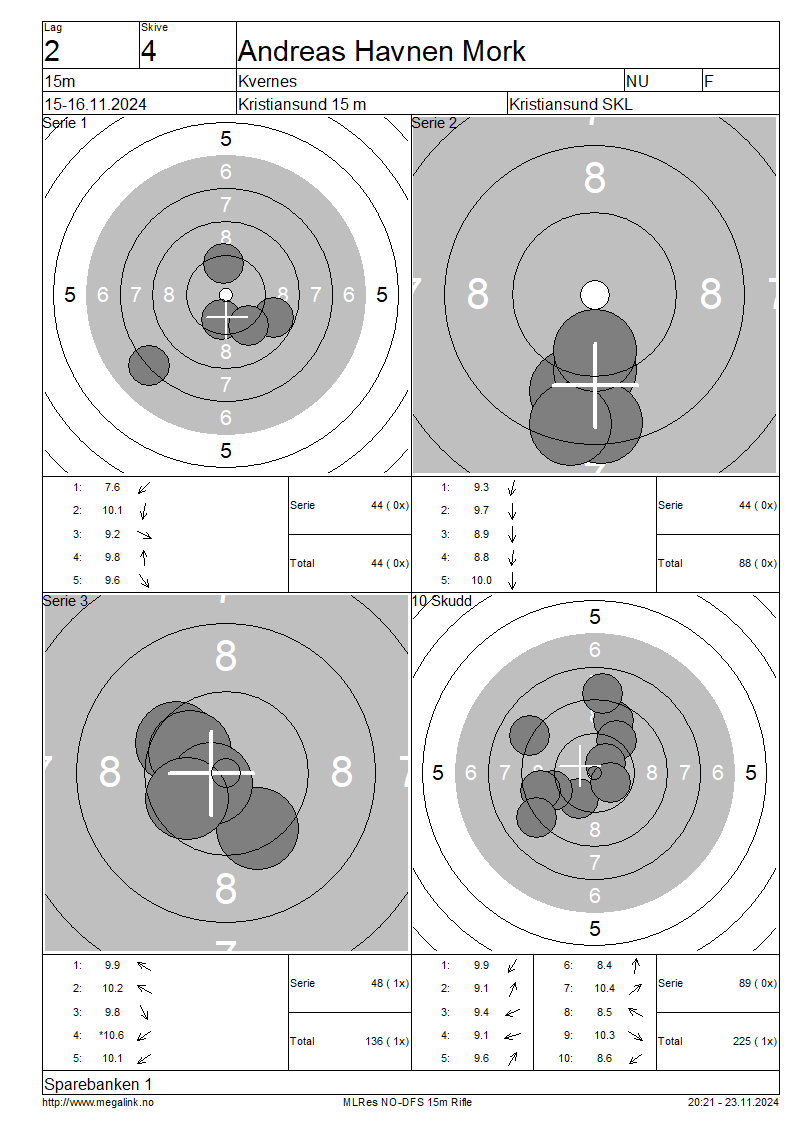 Lag
Skive
2
4
Andreas Havnen Mork
15m
Kvernes
NU
F
15-16.11.2024
Kristiansund 15 m
Kristiansund SKL
Serie 1
5
6
7
8
5 6 7 8 8 7 6 5
8
7
6
5
Serie 2
8
7 8 8 7
7
1: 7.6
2: 10.1
3: 9.2
4: 9.8
5: 9.6
Serie 44 ( 0x)
Total 44 ( 0x)
1: 9.3
2: 9.7
3: 8.9
4: 8.8
5: 10.0
Serie 44 ( 0x)
Total 88 ( 0x)
Serie 3
7
8
7 8 8 7
8
7
10 Skudd
5
6
5 6 7 8 8 7 6 5
8
7
6
5
1: 9.9
2: 10.2
3: 9.8
4: *10.6
5: 10.1
Serie 48 ( 1x)
Total 136 ( 1x)
1: 9.9 6: 8.4
2: 9.1 7: 10.4
3: 9.4 8: 8.5
4: 9.1 9: 10.3
5: 9.6 10: 8.6
Serie 89 ( 0x)
Total 225 ( 1x)
Sparebanken 1
http://www.megalink.no
MLRes NO-DFS 15m Rifle
20:21 - 23.11.2024